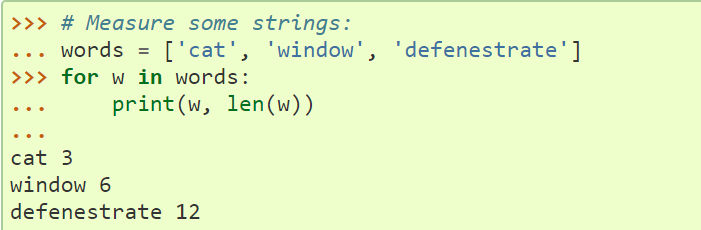 >>> # Measure some strings:
... words = ['cat', 'window', 'defenestrate']
>>> for w in words:
...     print(w, len(w))
...
cat 3
window 6
defenestrate 12